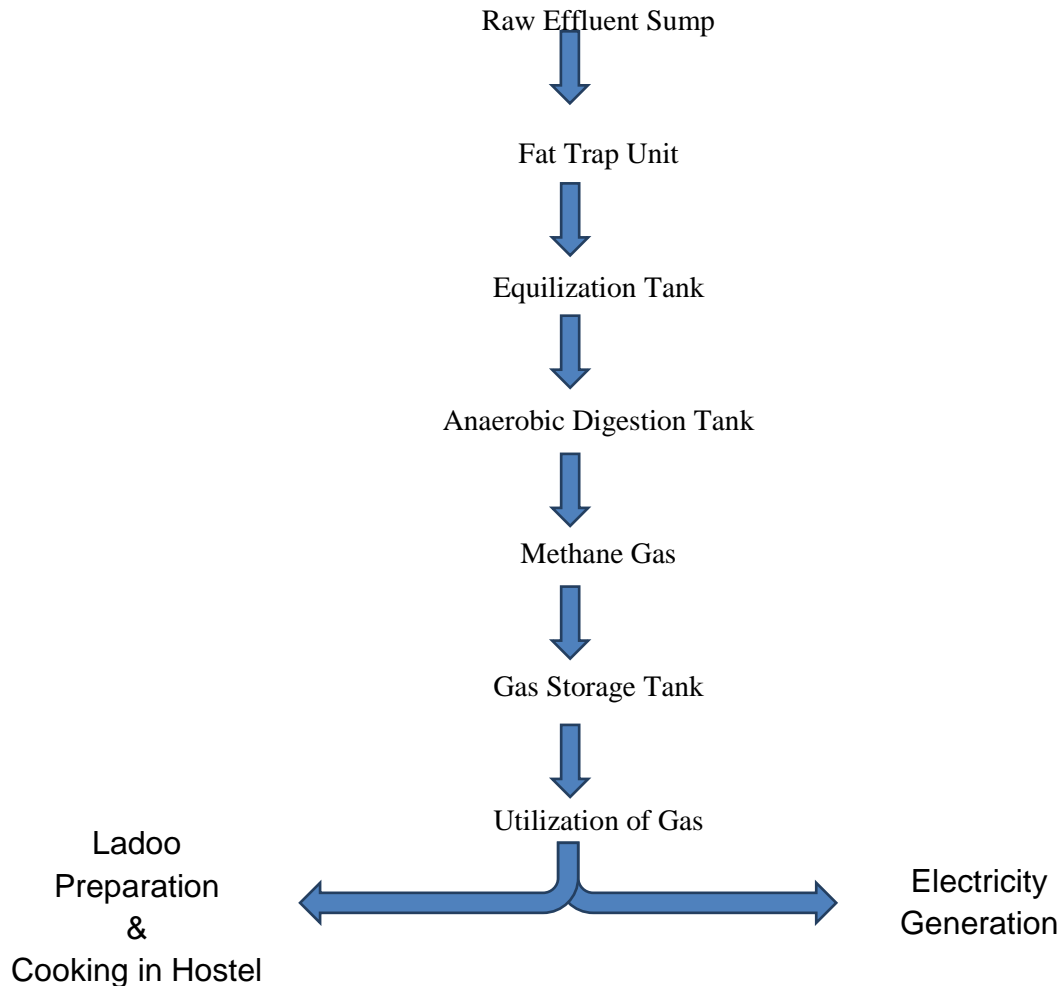 Raw Effluent Sump
Fat Trap Unit
Equilization Tank
Anaerobic Digestion Tank
Methane Gas
Gas Storage Tank
Utilization of Gas
Ladoo
Preparation
&
Cooking in Hostel
Electricity
Generation